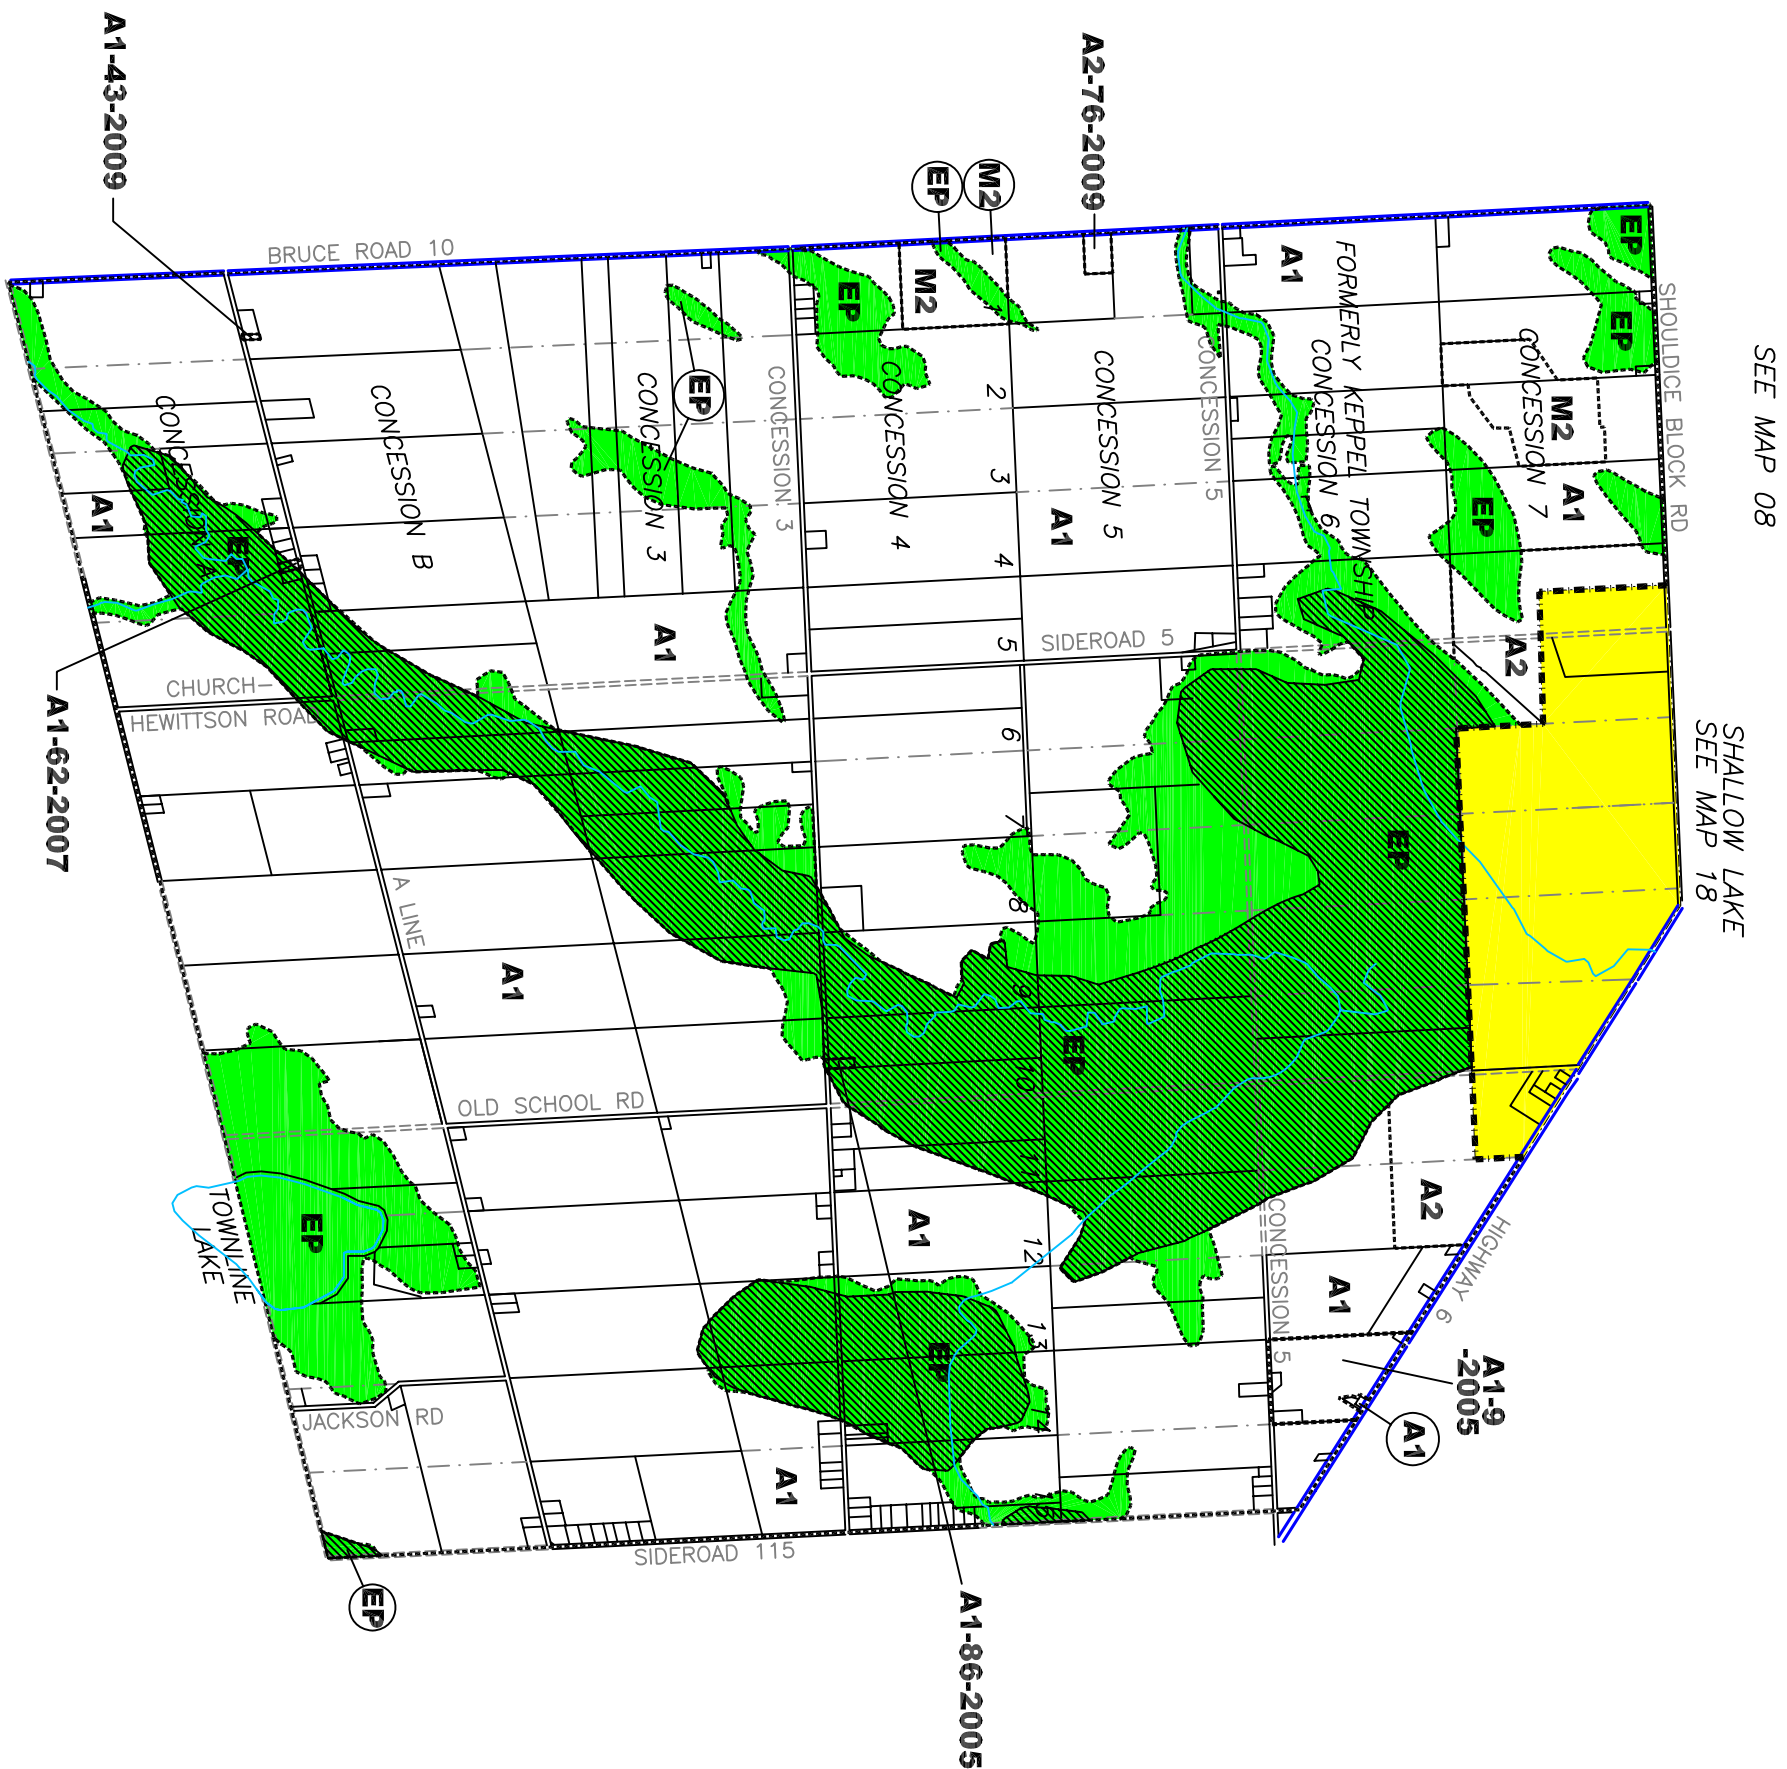 SEE MAP 08
SHALLOW LAKE
SEE MAP 18
SHOULDICE BLOCK RD
EP
EP
CONCESSION 7
M2
A1
EP
A2
FORMERLY KEPPEL TOWNSHIP
CONCESSION 6
A1
EP
A2
HIGHWAY 6
A1
A1-9
-2005
A1
CONCESSION 5
CONCESSION 5
A2-76-2009
CONCESSION 5
A1
SIDEROAD 5
EP
M2
EP
M2
1
2
3
4
5
6
7
8
9
10
11
12
13
14
15
EP
CONCESSION 4
A1
EP
A1-86-2005
CONCESSION 3
EP
CONCESSION 3
A1
A1
SIDEROAD 115
BRUCE ROAD 10
CONCESSION B
A LINE
A1
OLD SCHOOL RD
JACKSON RD
EP
CONCESSION A
EP
A1
CHURCH
HEWITTSON ROAD
EP
TOWNLINE
LAKE
A1-43-2009
A1-62-2007